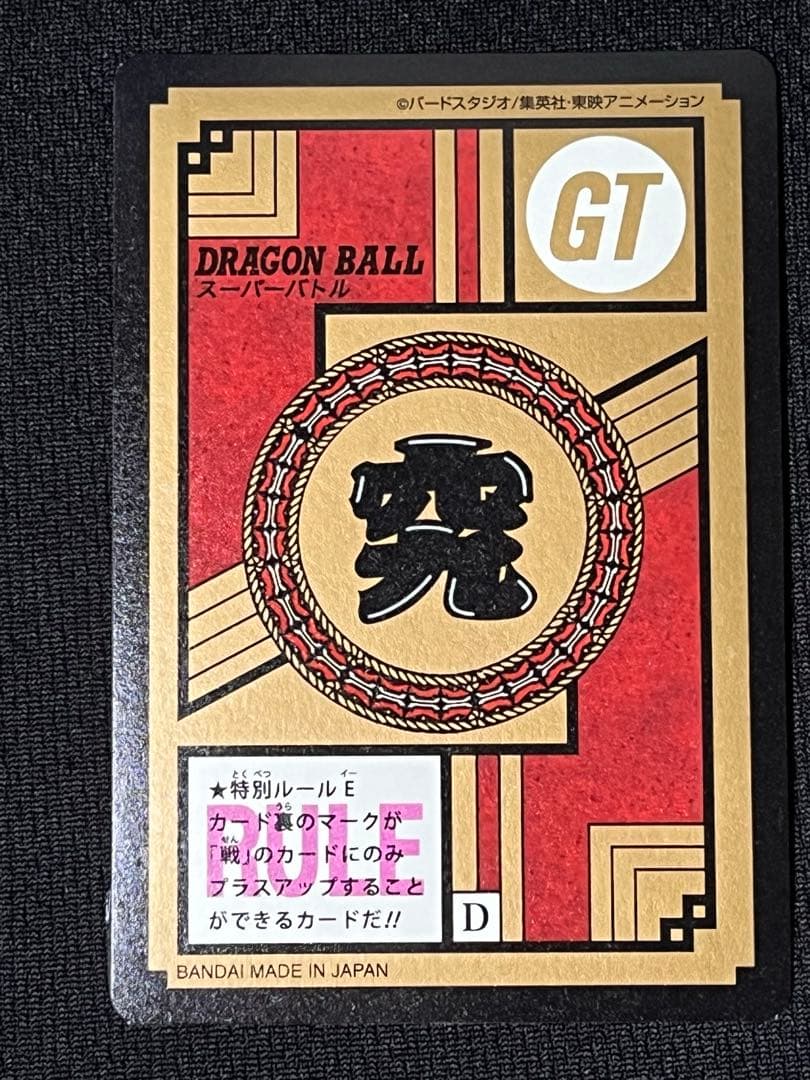 ©バードスタジオ/集英社・東映アニメーション
GT
DRAGON BALL
スーパーバトル
とくべつ イー
★特別ルールE
うら
カード裏のマークが
せん
「戦」のカードにのみ
プラスアップすること
ができるカードだ!!
RULE
D
BANDAI MADE IN JAPAN